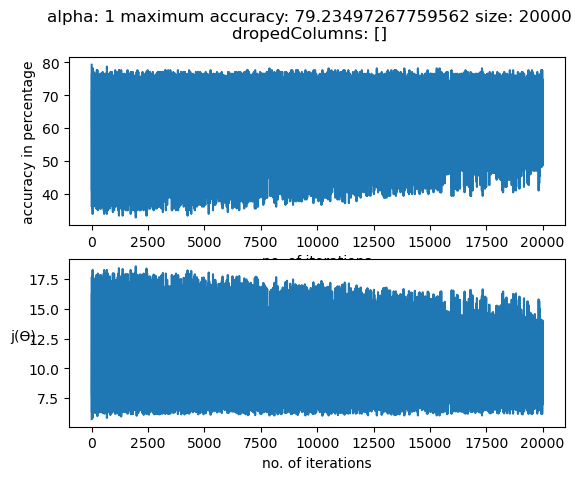 alpha: 1 maximum accuracy: 79.23497267759562 size: 20000
dropedColumns: []
accuracy in percentage
80
70
60
50
40
0 2500 5000 7500 10000 12500 15000 17500 20000
no. of iterations
j(Θ)
17.5
15.0
12.5
10.0
7.5
0 2500 5000 7500 10000 12500 15000 17500 20000
no. of iterations